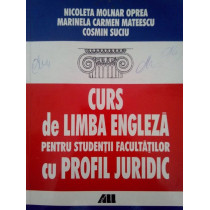 NICOLETA MOLNAR OPREA
MARINELA CARMEN MATEESCU
COSMIN SUCIU
CURS
de LIMBA ENGLEZĂ
PENTRU STUDENȚII FACULTĂȚILOR
cu PROFIL JURIDIC
ALL